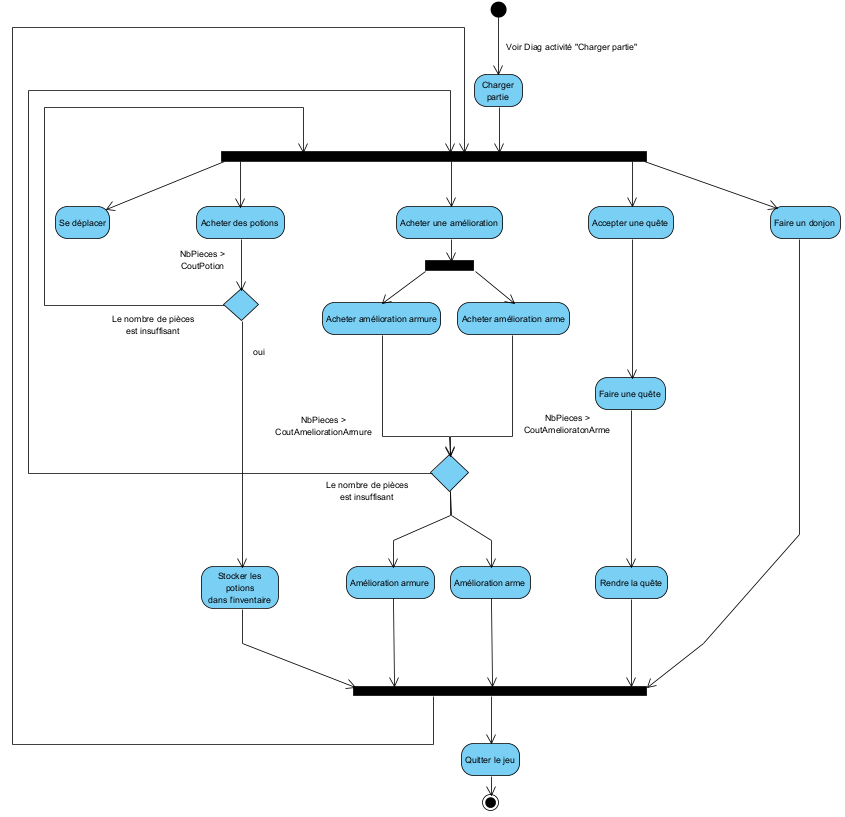 Voir Diag activité "Charger partie"
Charger
partie
Se déplacer
Acheter des potions
Acheter une amélioration
Accepter une quête
Faire un donjon
NbPieces >
CoutPotion
Le nombre de pièces
est insuffisant
oui
Acheter amélioration armure
Acheter amélioration arme
Faire une quête
NbPieces >
CoutAmeliorationArmure
NbPieces >
CoutAmelioratonArme
Le nombre de pièces
est insuffisant
Stocker les
potions
dans l'inventaire
Amélioration armure
Amélioration arme
Rendre la quête
Quitter le jeu